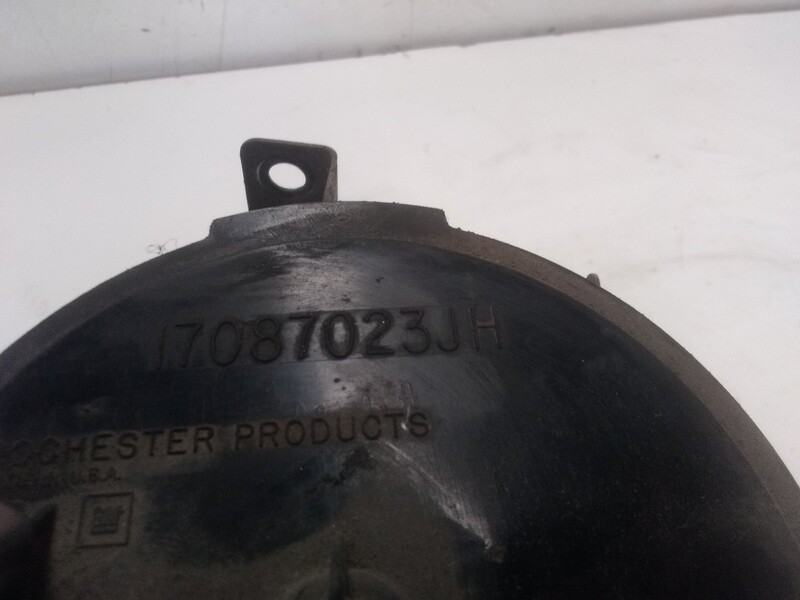 17087023JH
ROCHESTER PRODUCTS
U.S.A.
GM